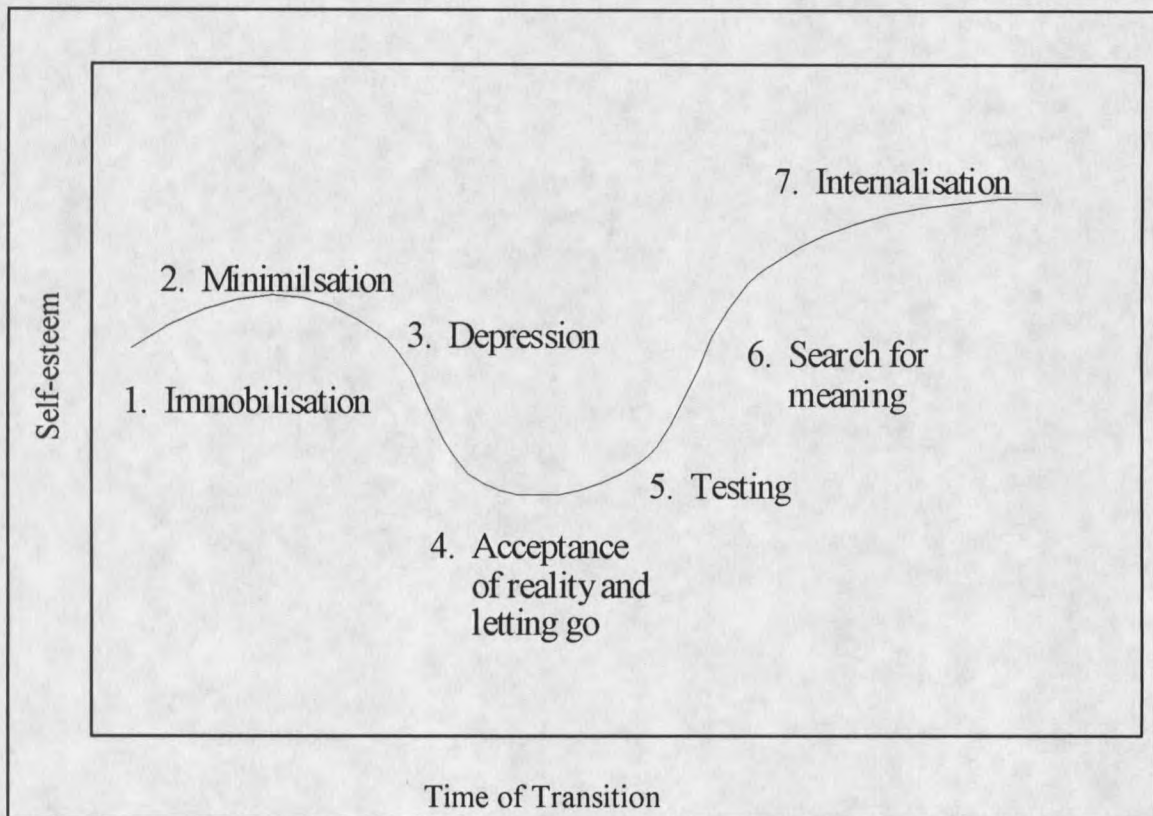 7. Internalisation
2. Minimilsation
3. Depression
6. Search for
meaning
1. Immobilisation
5. Testing
4. Acceptance
of reality and
letting go
Self-esteem
Time of Transition